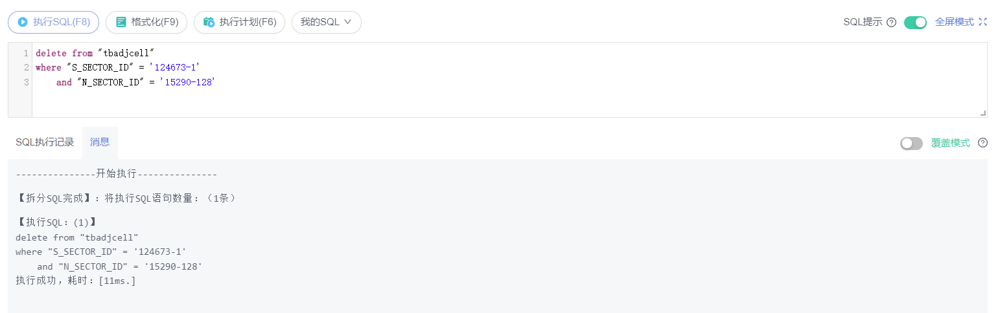 执行SQL(F8) 格式化(F9) 执行计划(F6) 我的SQL SQL提示 全屏模式
1 delete from "tbadjcell"
2 where "S_SECTOR_ID" = '124673-1'
3 and "N_SECTOR_ID" = '15290-128'
SQL执行记录 消息 覆盖模式
---------------开始执行---------------
【拆分SQL完成】：将执行SQL语句数量：（1条）
【执行SQL：(1)】
delete from "tbadjcell"
where "S_SECTOR_ID" = '124673-1'
and "N_SECTOR_ID" = '15290-128'
执行成功，耗时：[11ms.]